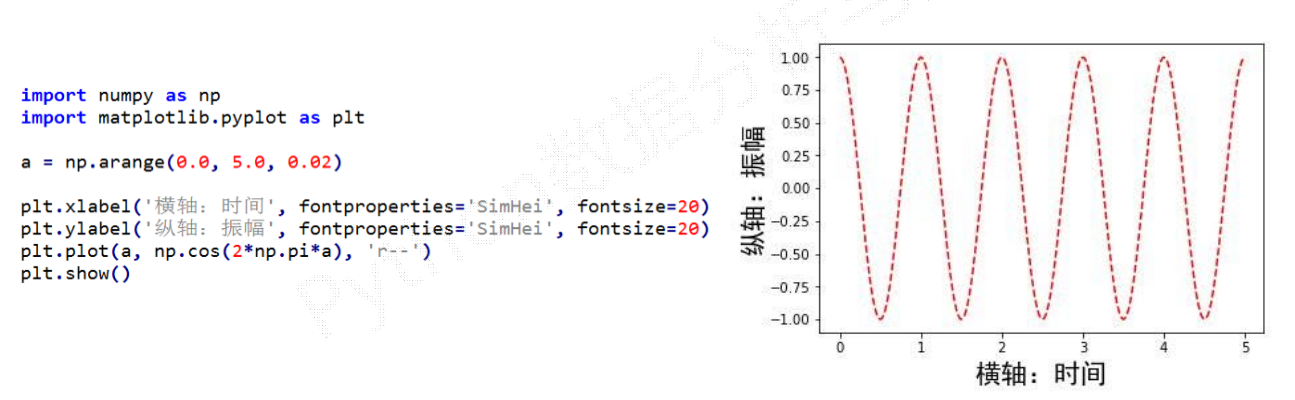 import numpy as np
import matplotlib.pyplot as plt
a = np.arange(0.0, 5.0, 0.02)
plt.xlabel('横轴：时间', fontproperties='SimHei', fontsize=20)
plt.ylabel('纵轴：振幅', fontproperties='SimHei', fontsize=20)
plt.plot(a, np.cos(2*np.pi*a), 'r--')
plt.show()
纵轴：振幅
1.00
0.75
0.50
0.25
0.00
−0.25
−0.50
−0.75
−1.00
0 1 2 3 4 5
横轴：时间
Python数据分析